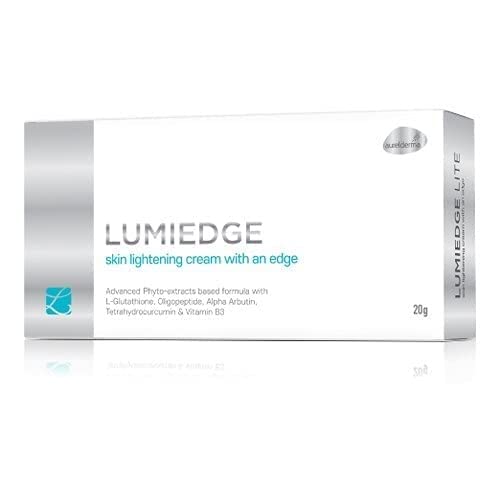 aurelderma
LUMIEDGE
skin lightening cream with an edge
Advanced Phyto-extracts based formula with
L-Glutathione, Oligopeptide, Alpha Arbutin,
Tetrahydrocurcumin & Vitamin B3
20g
L
LUMIEDGE LITE
skin lightening cream with an edge
20g